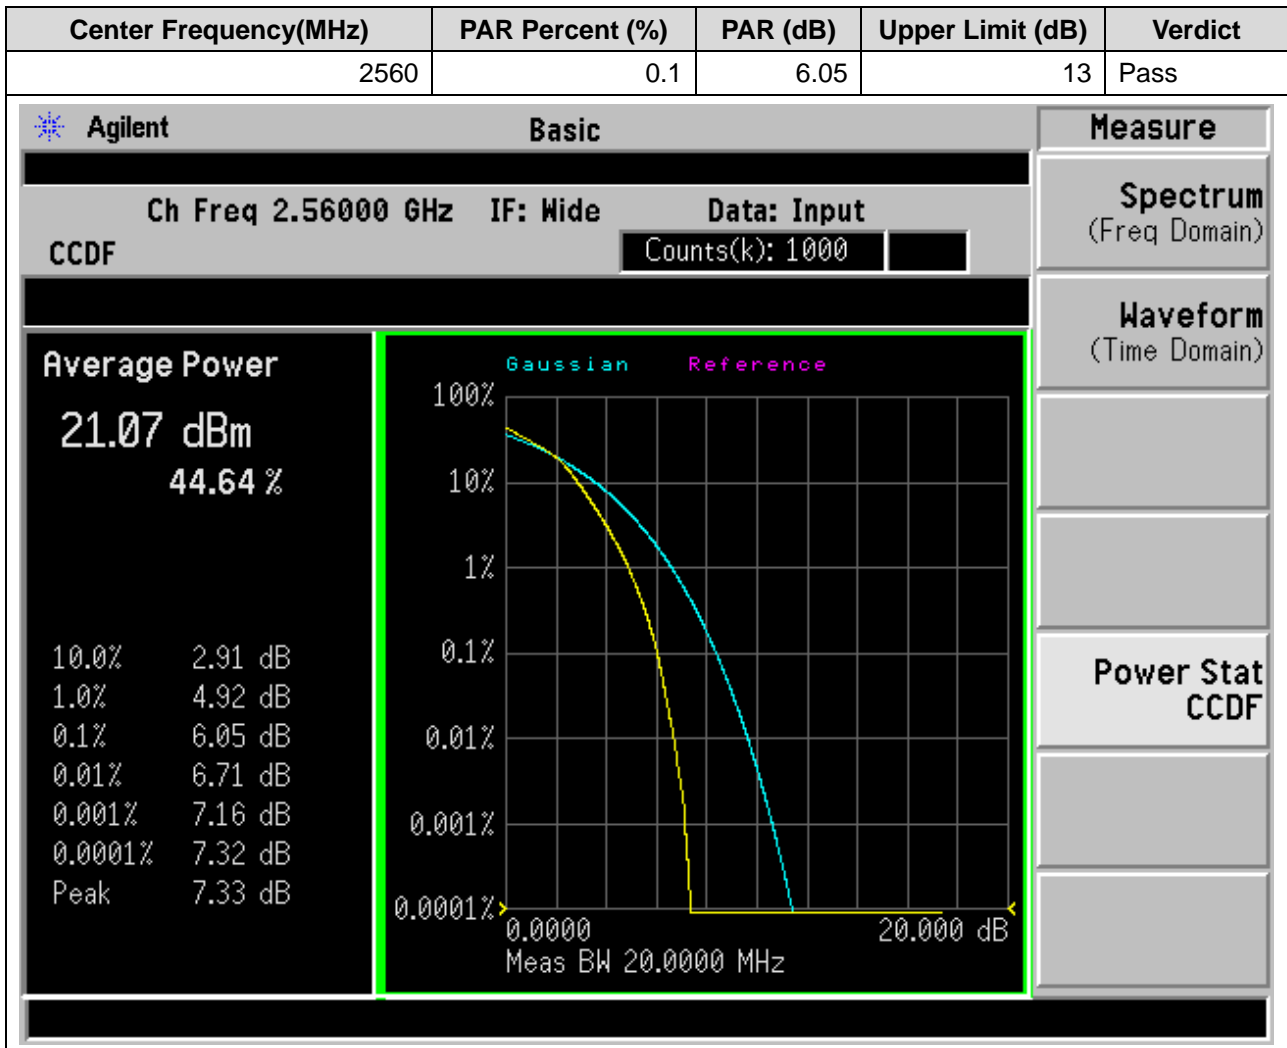 Center Frequency(MHz) PAR Percent (%) PAR (dB) Upper Limit (dB) Verdict
2560 0.1 6.05 13 Pass
Agilent Basic Measure
Ch Freq 2.56000 GHz IF: Wide Data: Input
CCDF Counts(k): 1000
Spectrum
(Freq Domain)
Waveform
(Time Domain)
Power Stat
CCDF
Average Power
21.07 dBm
44.64 %
10.0% 2.91 dB
1.0% 4.92 dB
0.1% 6.05 dB
0.01% 6.71 dB
0.001% 7.16 dB
0.0001% 7.32 dB
Peak 7.33 dB
Gaussian Reference
100%
10%
1%
0.1%
0.01%
0.001%
0.0001%
0.0000 20.000 dB
Meas BW 20.0000 MHz